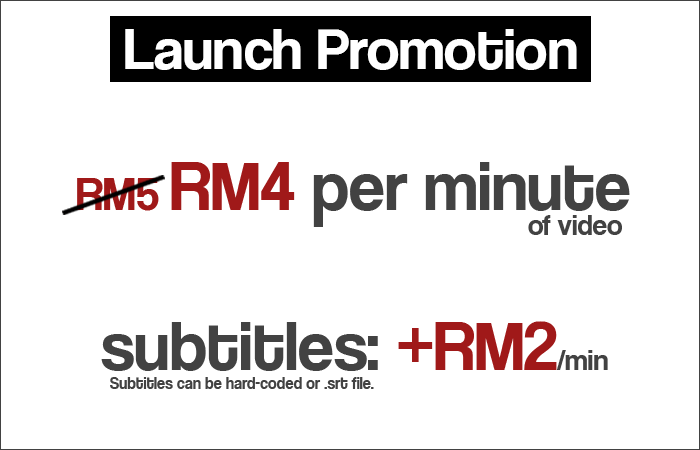 Launch Promotion
RM5 RM4 per minute
of video
subtitles: +RM2/min
Subtitles can be hard-coded or .srt file.